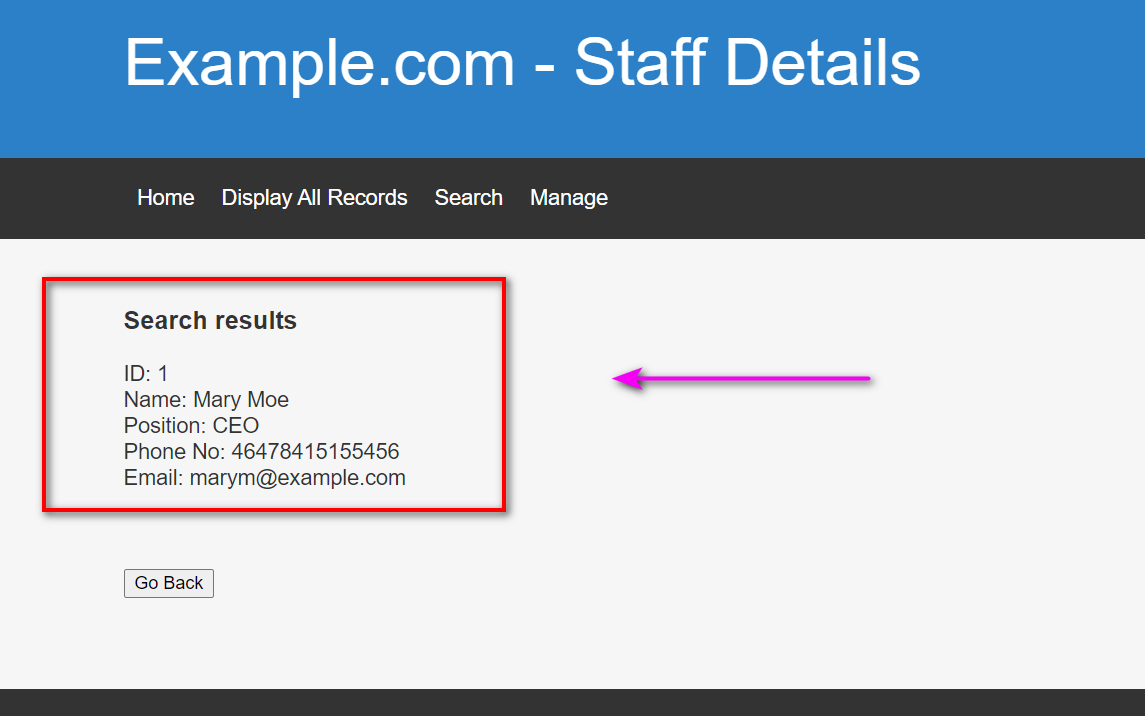 Example.com - Staff Details
Home Display All Records Search Manage
Search results
ID: 1
Name: Mary Moe
Position: CEO
Phone No: 46478415155456
Email: marym@example.com
Go Back